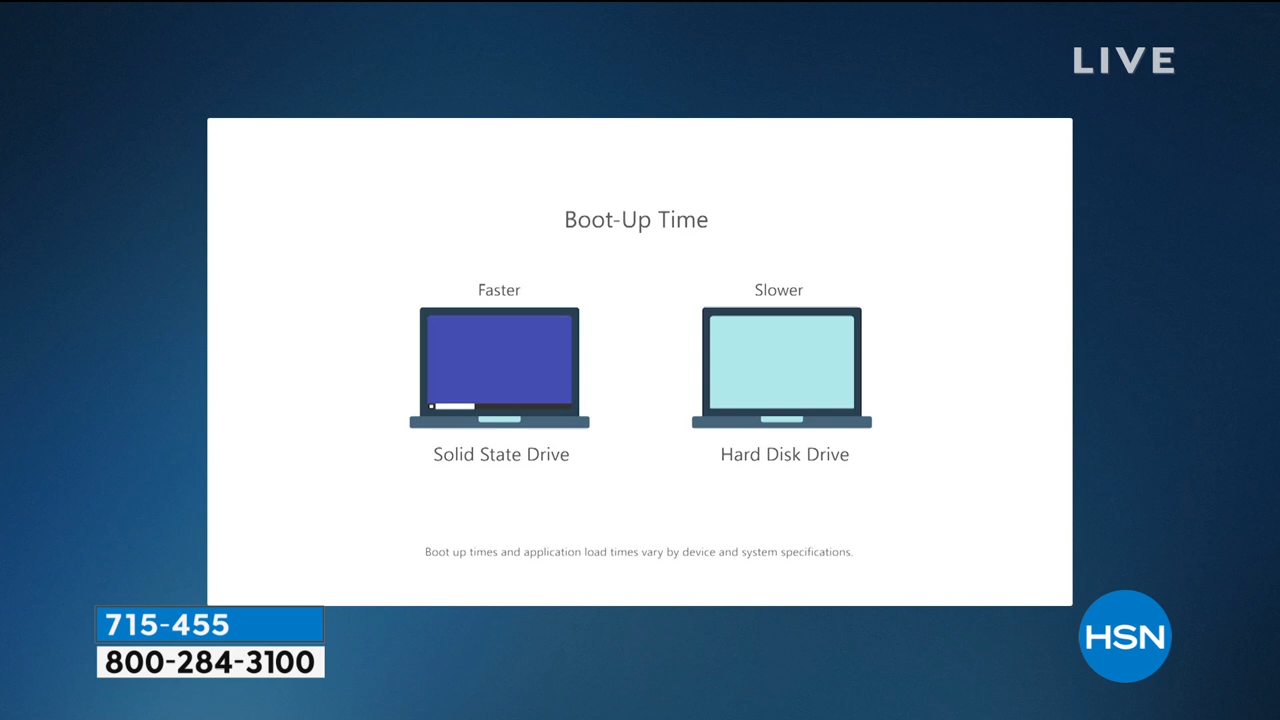 LIVE
Boot-Up Time
Faster
Slower
Solid State Drive
Hard Disk Drive
Boot up times and application load times vary by device and system specifications.
715-455
800-284-3100
HSN